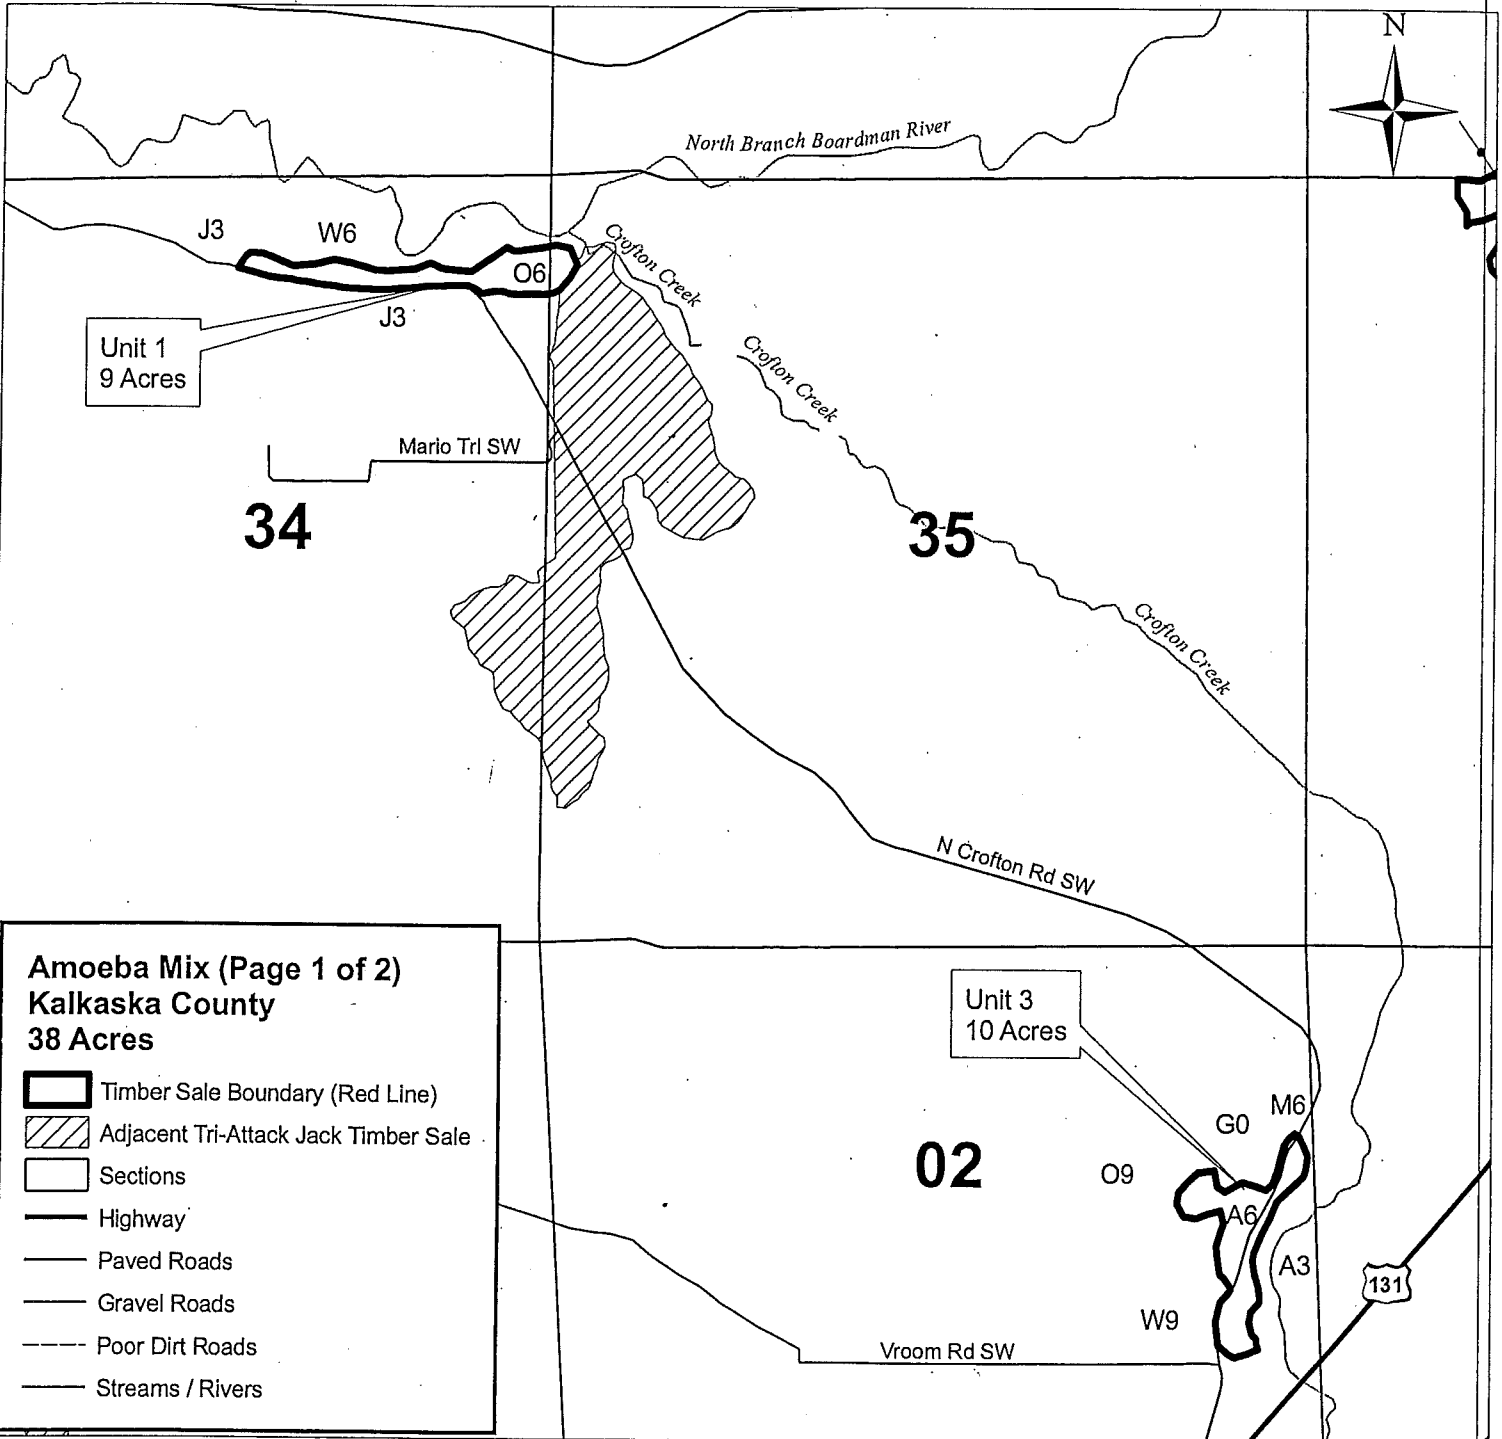 N
North Branch Boardman River
J3
W6
Crofton Creek
O6
J3
Unit 1
9 Acres
Crofton Creek
Mario Trl SW
34
35
Crofton Creek
N Crofton Rd SW
Amoeba Mix (Page 1 of 2)
Kalkaska County
38 Acres
Timber Sale Boundary (Red Line)
Adjacent Tri-Attack Jack Timber Sale
Sections
Highway
Paved Roads
Gravel Roads
Poor Dirt Roads
Streams / Rivers
Unit 3
10 Acres
M6
G0
02
O9
A6
A3
131
W9
Vroom Rd SW